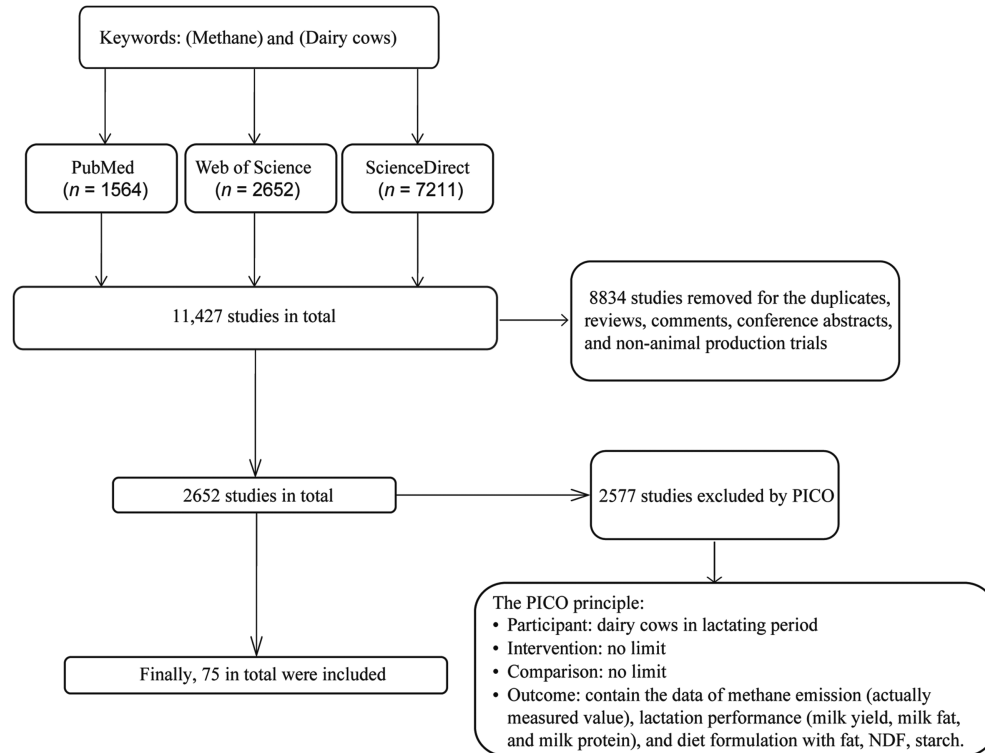 Keywords: (Methane) and (Dairy cows)
PubMed
(n = 1564)
Web of Science
(n = 2652)
ScienceDirect
(n = 7211)
11,427 studies in total
8834 studies removed for the duplicates,
reviews, comments, conference abstracts,
and non-animal production trials
2652 studies in total
2577 studies excluded by PICO
The PICO principle:
• Participant: dairy cows in lactating period
• Intervention: no limit
• Comparison: no limit
• Outcome: contain the data of methane emission (actually
measured value), lactation performance (milk yield, milk fat,
and milk protein), and diet formulation with fat, NDF, starch.
Finally, 75 in total were included